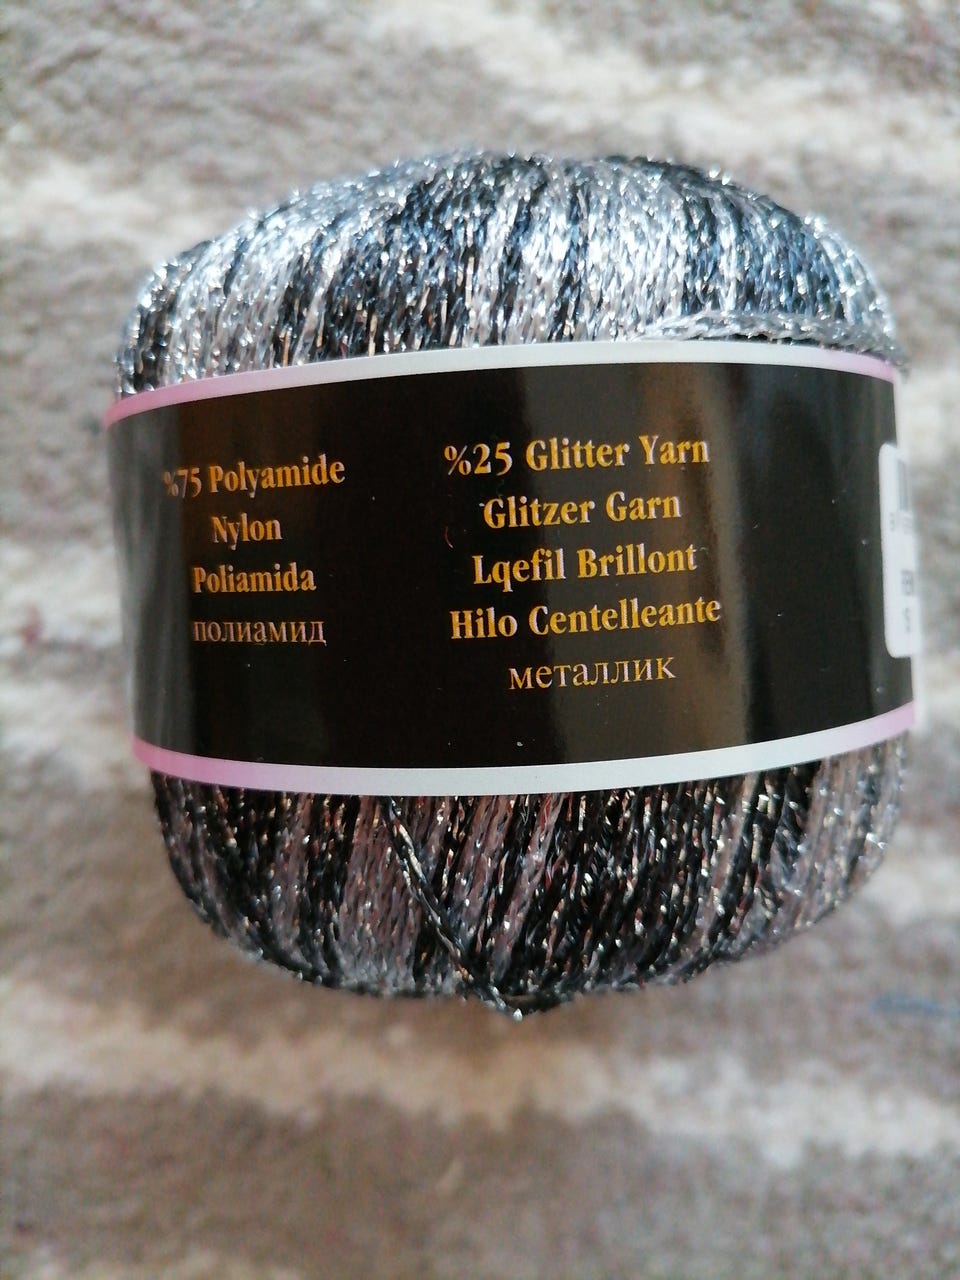 %75 Polyamide
Nylon
Poliamida
полиамид
%25 Glitter Yarn
Glitzer Garn
Lqefil Brillont
Hilo Centelleante
металлик